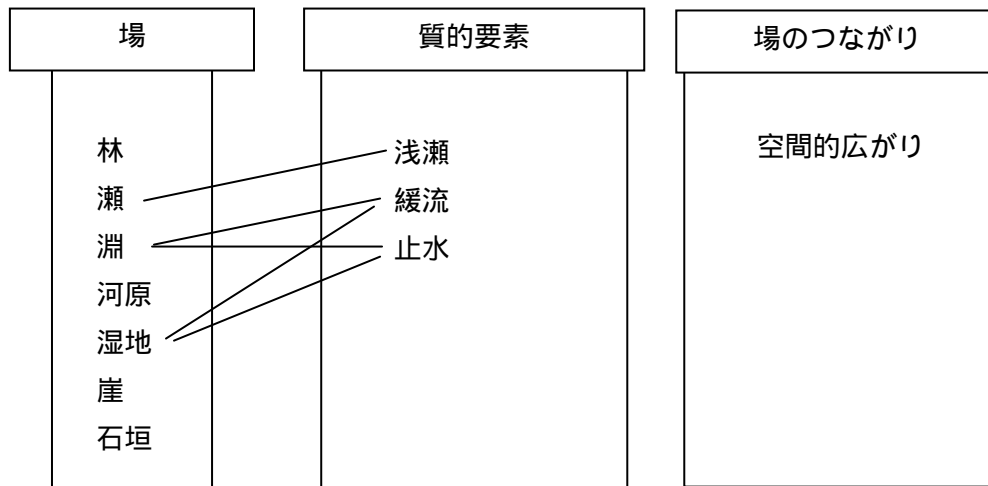 場
質的要素
場のつながり
林
瀬
淵
河原
湿地
崖
石垣
浅瀬
緩流
止水
空間的広がり